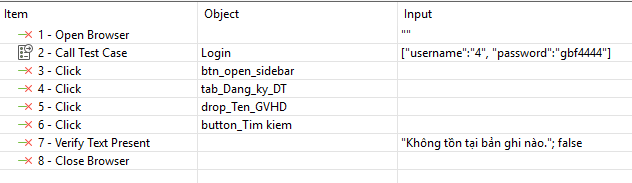 Item Object Input
1 - Open Browser ""
2 - Call Test Case Login ["username":"4", "password":"gbf4444"]
3 - Click btn_open_sidebar
4 - Click tab_Dang_ky_DT
5 - Click drop_Ten_GVHD
6 - Click button_Tim kiem
7 - Verify Text Present "Không tồn tại bản ghi nào."; false
8 - Close Browser